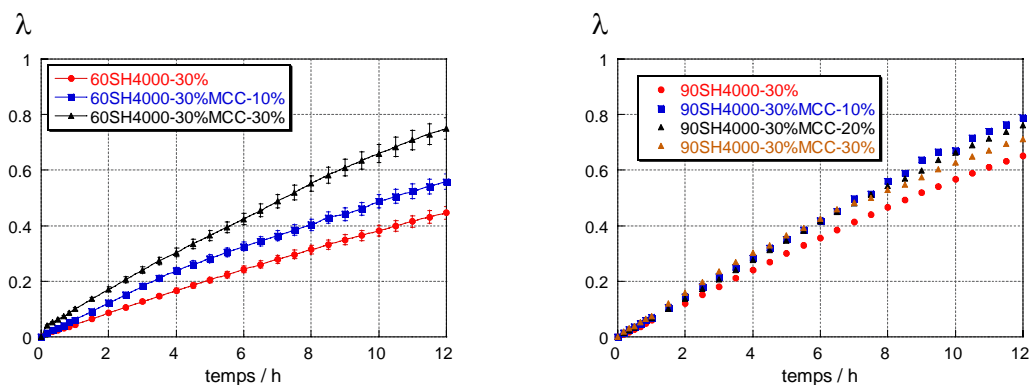 λ
1
0.8
0.6
0.4
0.2
0
60SH4000-30%
60SH4000-30%MCC-10%
60SH4000-30%MCC-30%
0 2 4 6 8 10 12
temps / h
λ
1
0.8
0.6
0.4
0.2
0
90SH4000-30%
90SH4000-30%MCC-10%
90SH4000-30%MCC-20%
90SH4000-30%MCC-30%
0 2 4 6 8 10 12
temps / h